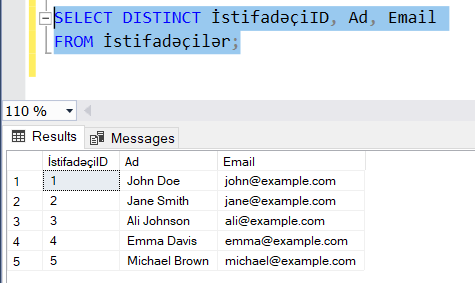 SELECT DISTINCT İstifadəçiID, Ad, Email
FROM İstifadəçilər;
110 %
Results Messages
İstifadəçiID Ad Email
1 1 John Doe john@example.com
2 2 Jane Smith jane@example.com
3 3 Ali Johnson ali@example.com
4 4 Emma Davis emma@example.com
5 5 Michael Brown michael@example.com